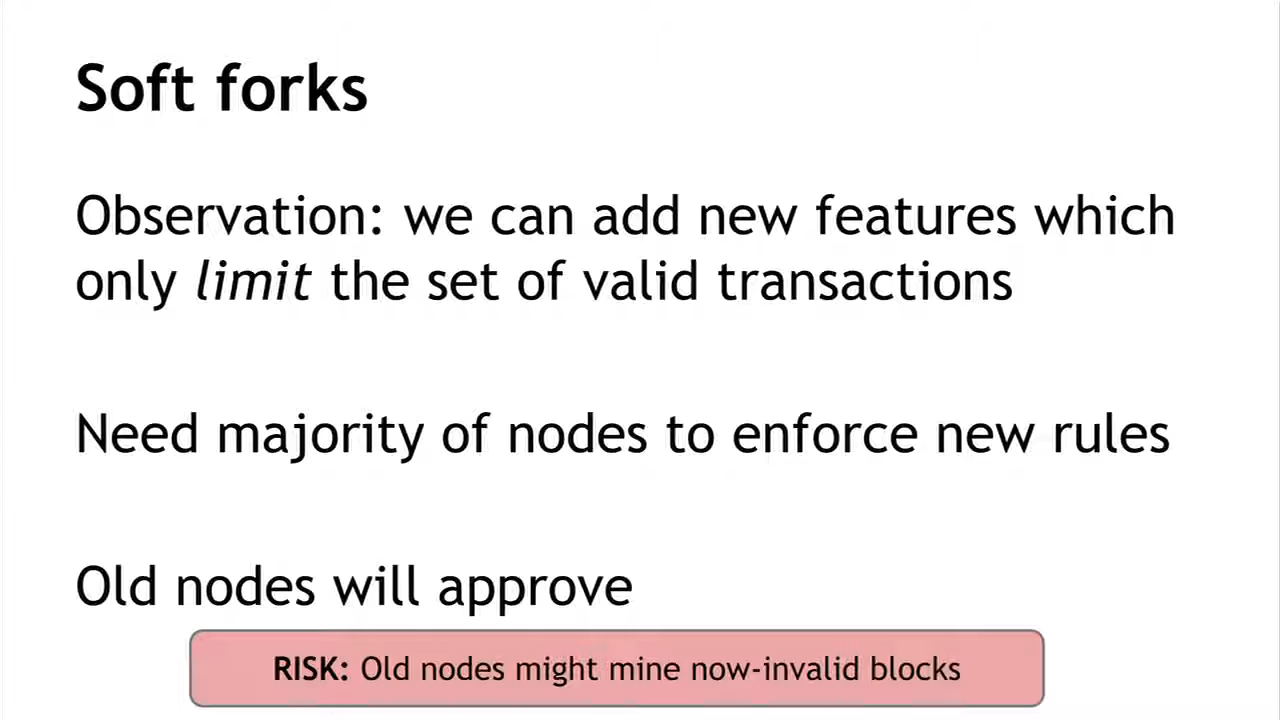 Soft forks
Observation: we can add new features which
only limit the set of valid transactions
Need majority of nodes to enforce new rules
Old nodes will approve
RISK: Old nodes might mine now-invalid blocks